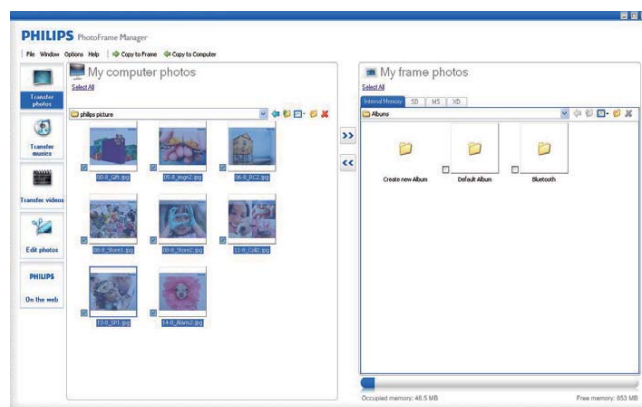 PHILIPS PhotoFrame Manager
File Window Options Help Copy to Frame Copy to Computer
Transfer photos
Transfer musics
Transfer videos
Edit photos
PHILIPS
On the web
My computer photos
Select All
philips picture
My frame photos
Select All
Internal Memory SD MS XD
Albums
Create new Album Default Album Bluetooth
>>
<<
Occupied memory: 46.5 MB Free memory: 853 MB